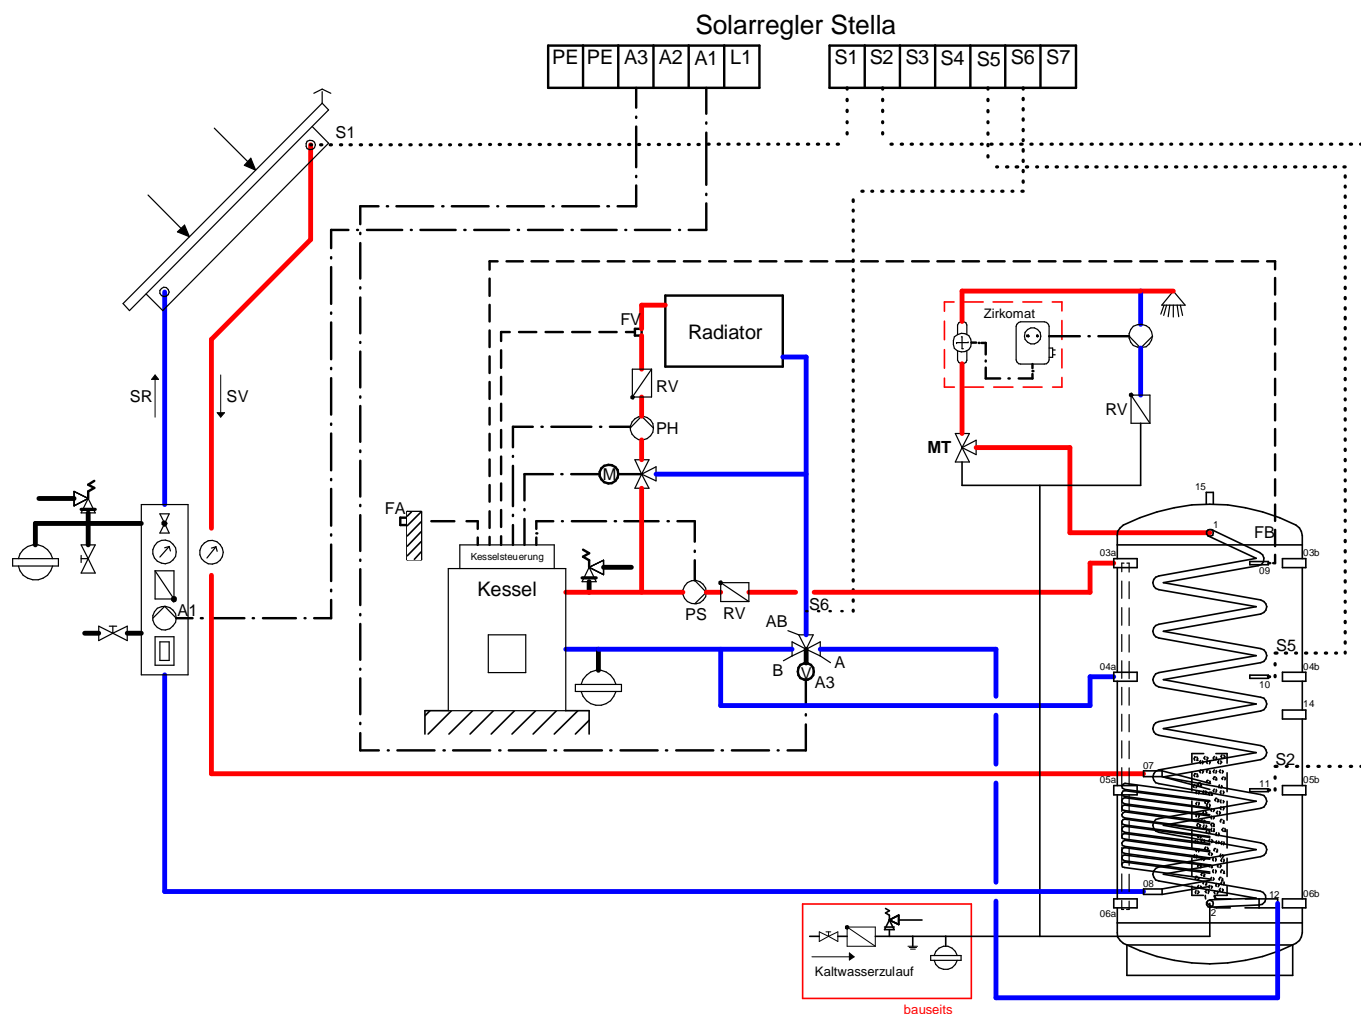 Solarregler Stella
PE PE A3 A2 A1 L1
S1 S2 S3 S4 S5 S6 S7
S1
FV
Radiator
Zirkomat
RV
PH
RV
MT
SR
SV
M
FA
Kesselsteuerung
Kessel
15
1
FB
03a
03b
09
PS
RV
S6
AB
B
A
V
A3
A1
S5
04a
04b
10
14
S2
07
05a
05b
11
08
12
06b
06a
2
Kaltwasserzulauf
bauseits